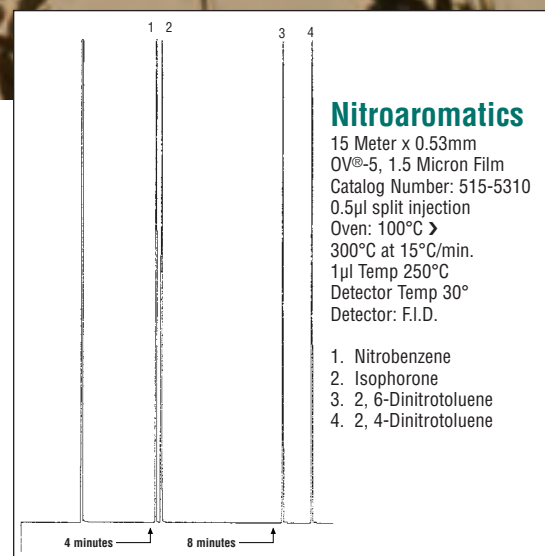 1 2 3 4
Nitroaromatics
15 Meter x 0.53mm
OV®-5, 1.5 Micron Film
Catalog Number: 515-5310
0.5µl split injection
Oven: 100°C ❯
300°C at 15°C/min.
1µl Temp 250°C
Detector Temp 30°
Detector: F.I.D.
1. Nitrobenzene
2. Isophorone
3. 2, 6-Dinitrotoluene
4. 2, 4-Dinitrotoluene
4 minutes 8 minutes